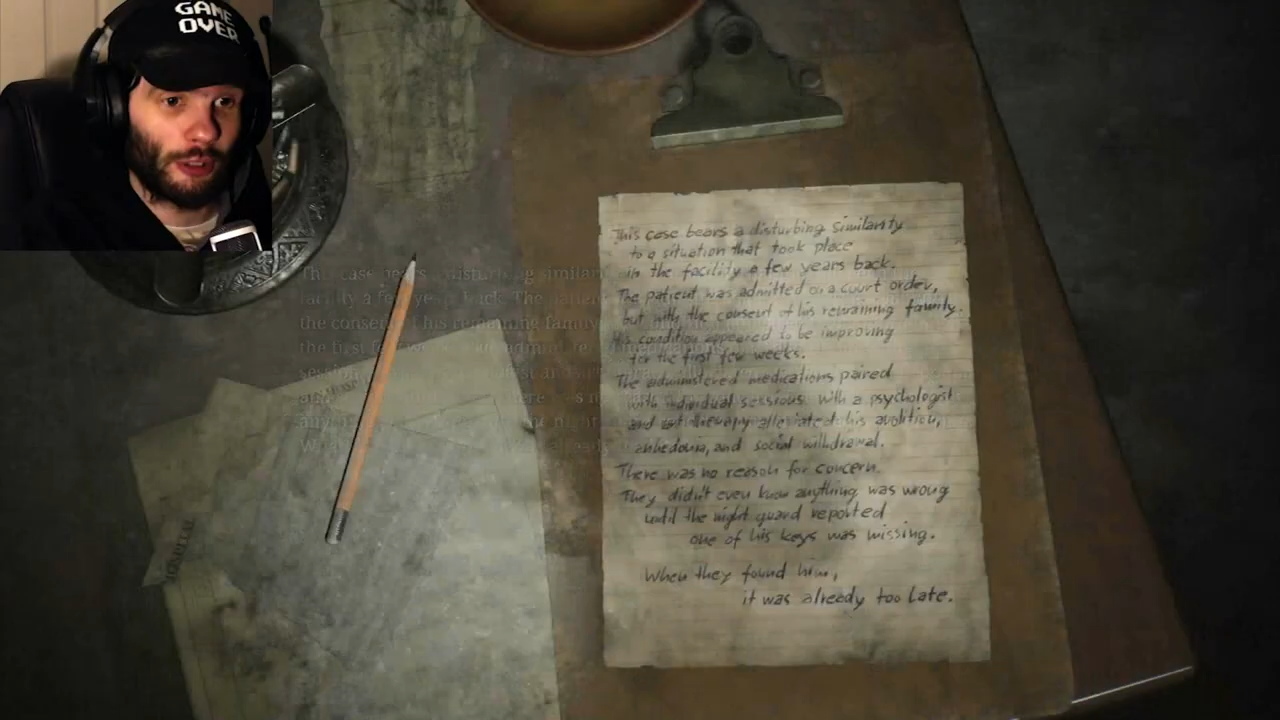 GAME
OVER
This case bears a disturbing similarity
to a situation that took place
in the facility a few years back.
The patient was admitted on a court order,
but with the consent of his remaining family.
His condition appeared to be improving
for the first few weeks.
The administered medications paired
with individual sessions with a psychologist
and art therapy alleviated his avolition,
anhedonia, and social withdrawal.
There was no reason for concern.
They didn't even know anything was wrong
until the night guard reported
one of his keys was missing.
When they found him,
it was already too late.